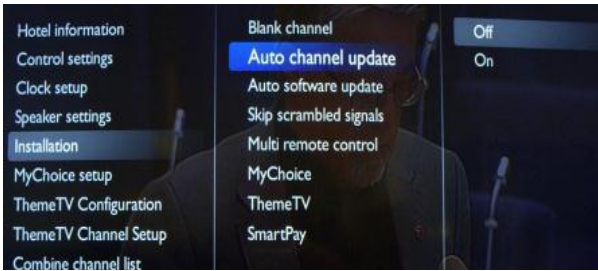 Hotel information
Control settings
Clock setup
Speaker settings
Installation
MyChoice setup
ThemeTV Configuration
ThemeTV Channel Setup
Combine channel list
Blank channel
Auto channel update
Auto software update
Skip scrambled signals
Multi remote control
MyChoice
ThemeTV
SmartPay
Off
On